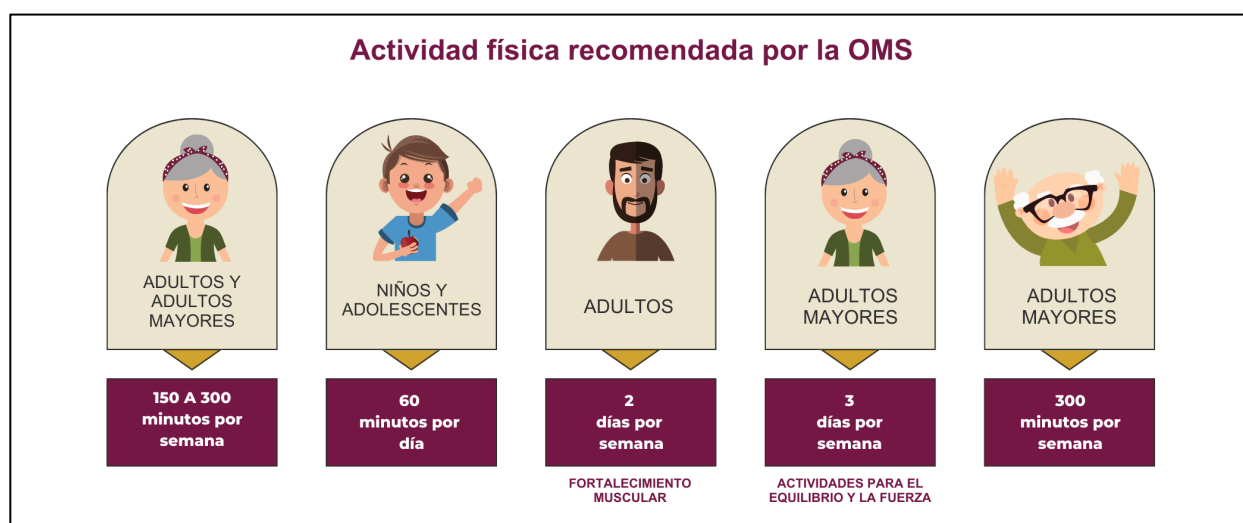 Actividad física recomendada por la OMS
ADULTOS Y
ADULTOS
MAYORES
150 A 300
minutos por
semana
NIÑOS Y
ADOLESCENTES
60
minutos por
día
ADULTOS
2
días por
semana
FORTALECIMIENTO
MUSCULAR
ADULTOS
MAYORES
3
días por
semana
ACTIVIDADES PARA EL
EQUILIBRIO Y LA FUERZA
ADULTOS
MAYORES
300
minutos por
semana